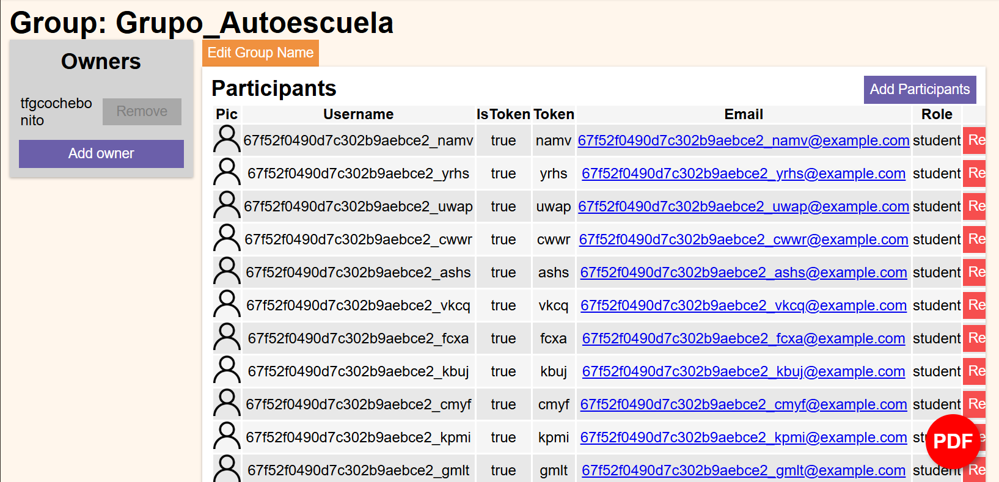 Group: Grupo_Autoescuela
Owners
tfgcochebo
nito
Remove
Add owner
Edit Group Name
Participants
Add Participants
Pic Username IsToken Token Email Role
67f52f0490d7c302b9aebce2_namv true namv 67f52f0490d7c302b9aebce2_namv@example.com student Re
67f52f0490d7c302b9aebce2_yrhs true yrhs 67f52f0490d7c302b9aebce2_yrhs@example.com student Re
67f52f0490d7c302b9aebce2_uwap true uwap 67f52f0490d7c302b9aebce2_uwap@example.com student Re
67f52f0490d7c302b9aebce2_cwwr true cwwr 67f52f0490d7c302b9aebce2_cwwr@example.com student Re
67f52f0490d7c302b9aebce2_ashs true ashs 67f52f0490d7c302b9aebce2_ashs@example.com student Re
67f52f0490d7c302b9aebce2_vkcq true vkcq 67f52f0490d7c302b9aebce2_vkcq@example.com student Re
67f52f0490d7c302b9aebce2_fcxa true fcxa 67f52f0490d7c302b9aebce2_fcxa@example.com student Re
67f52f0490d7c302b9aebce2_kbuj true kbuj 67f52f0490d7c302b9aebce2_kbuj@example.com student Re
67f52f0490d7c302b9aebce2_cmyf true cmyf 67f52f0490d7c302b9aebce2_cmyf@example.com student Re
67f52f0490d7c302b9aebce2_kpmi true kpmi 67f52f0490d7c302b9aebce2_kpmi@example.com
PDF
67f52f0490d7c302b9aebce2_gmlt true gmlt 67f52f0490d7c302b9aebce2_gmlt@example.com student Re